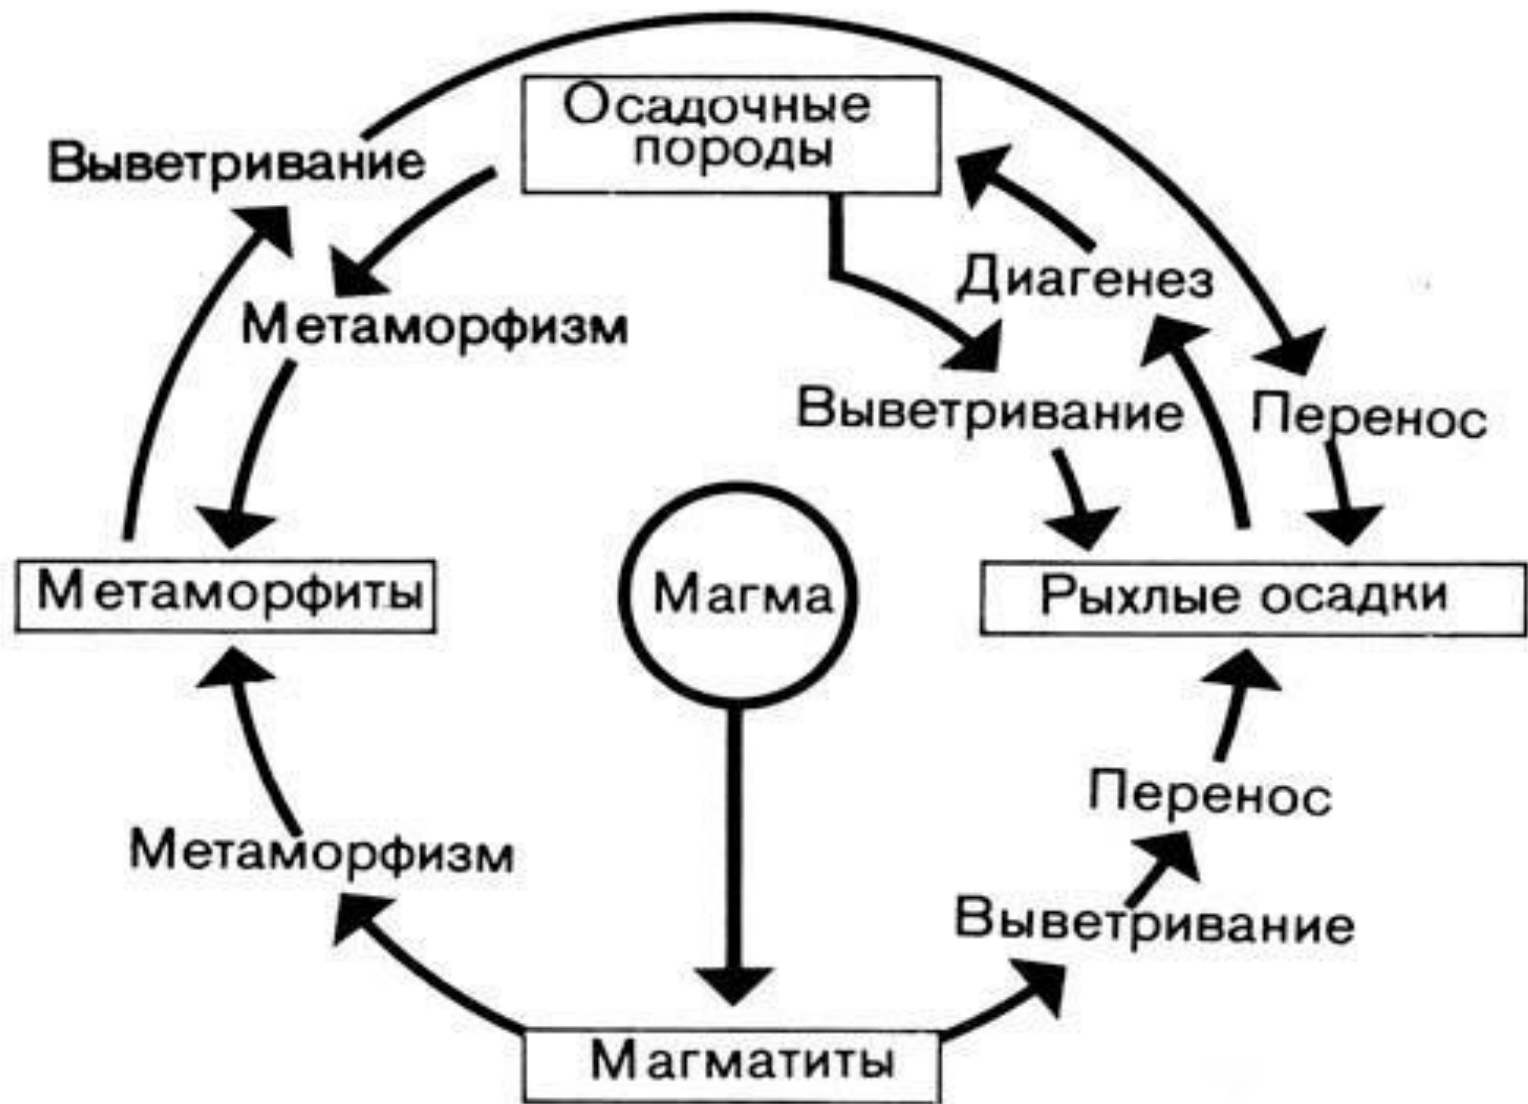 Осадочные
породы
Выветривание
Диагенез
Метаморфизм
Выветривание
Перенос
Метаморфиты
Магма
Рыхлые осадки
Перенос
Метаморфизм
Выветривание
Магматиты